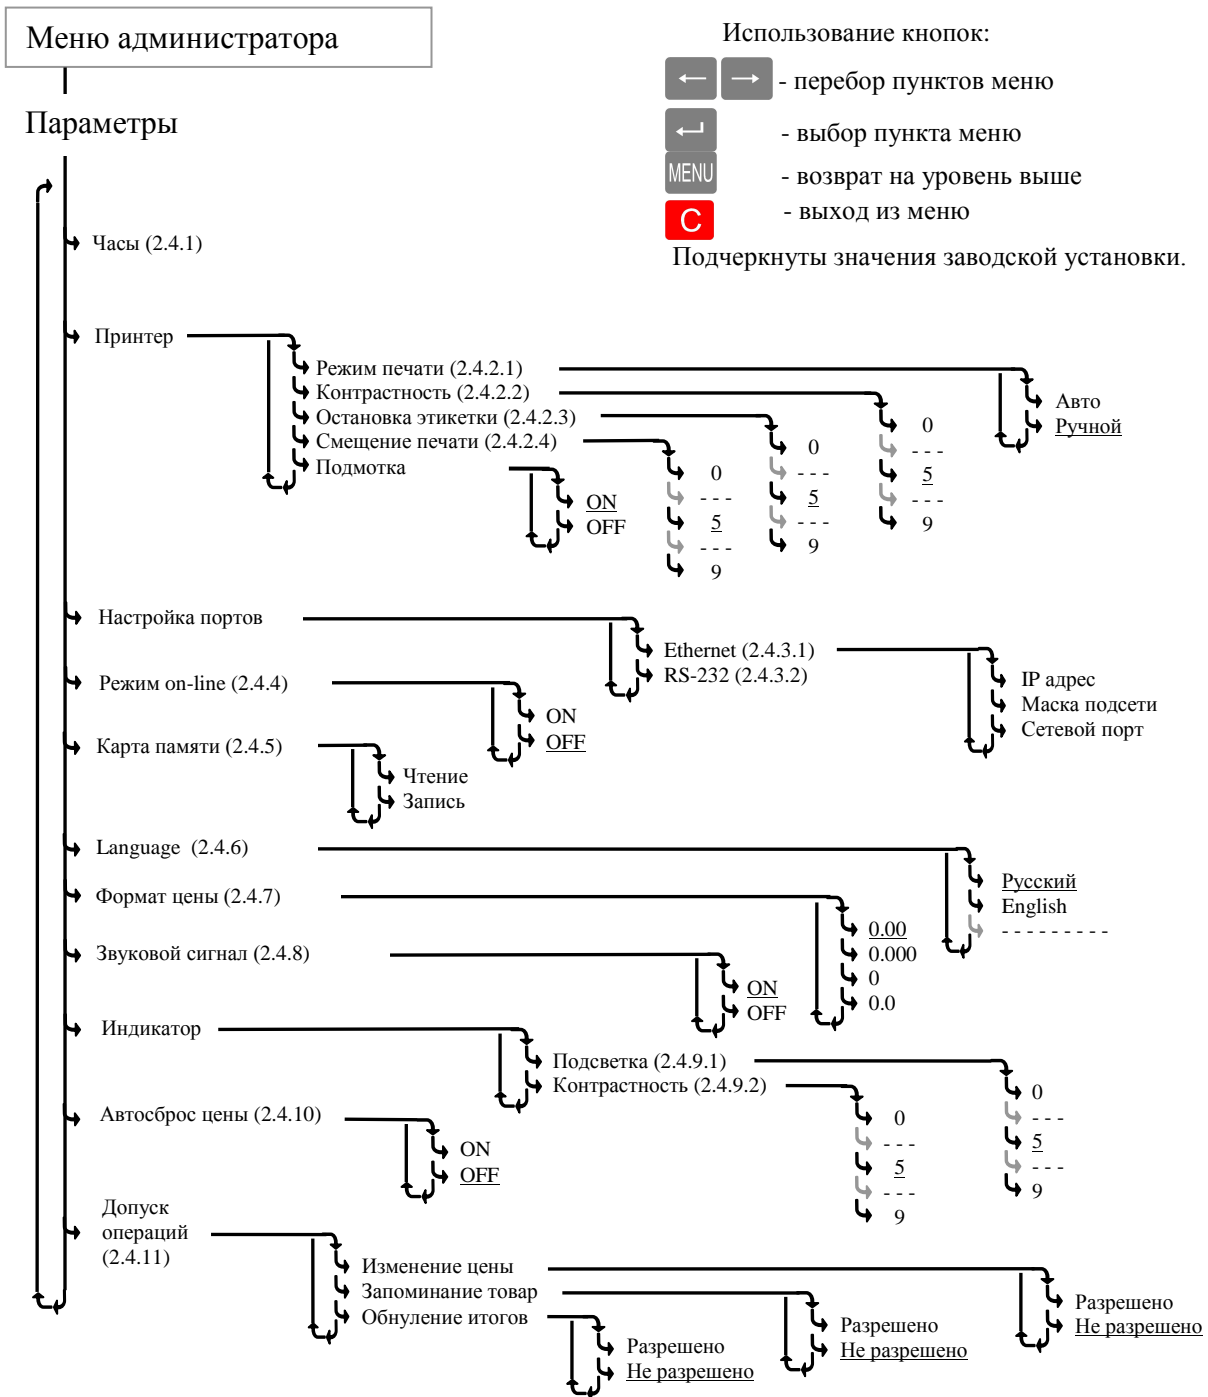 Меню администратора
Использование кнопок:
- перебор пунктов меню
Параметры
- выбор пункта меню
MENU - возврат на уровень выше
C - выход из меню
Подчеркнуты значения заводской установки.
Часы (2.4.1)
Принтер
Режим печати (2.4.2.1)
Контрастность (2.4.2.2)
Остановка этикетки (2.4.2.3)
Смещение печати (2.4.2.4)
Подмотка
Авто
Ручной
0
- - -
5
- - -
9
0
- - -
5
- - -
9
0
- - -
5
- - -
9
ON
OFF
Настройка портов
Ethernet (2.4.3.1)
RS-232 (2.4.3.2)
IP адрес
Маска подсети
Сетевой порт
Режим on-line (2.4.4)
ON
OFF
Карта памяти (2.4.5)
Чтение
Запись
Language (2.4.6)
Русский
English
- - - - - - - - -
Формат цены (2.4.7)
0.00
0.000
0
0.0
Звуковой сигнал (2.4.8)
ON
OFF
Индикатор
Подсветка (2.4.9.1)
Контрастность (2.4.9.2)
0
- - -
5
- - -
9
0
- - -
5
- - -
9
Автосброс цены (2.4.10)
ON
OFF
Допуск
операций
(2.4.11)
Изменение цены
Запоминание товар
Обнуление итогов
Разрешено
Не разрешено
Разрешено
Не разрешено
Разрешено
Не разрешено